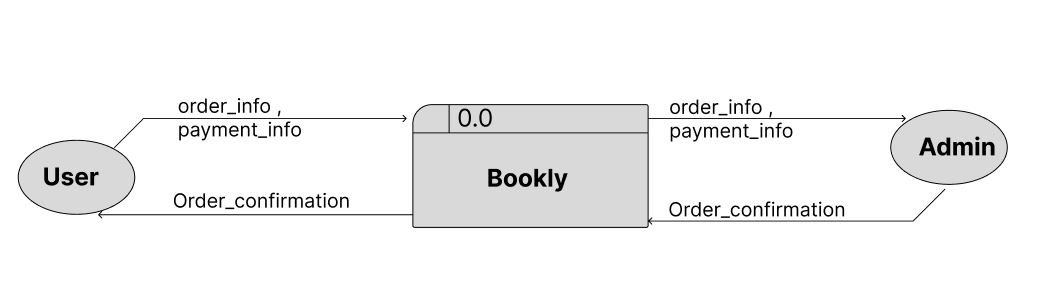 order_info ,
payment_info
0.0
order_info ,
payment_info
User
Bookly
Admin
Order_confirmation
Order_confirmation